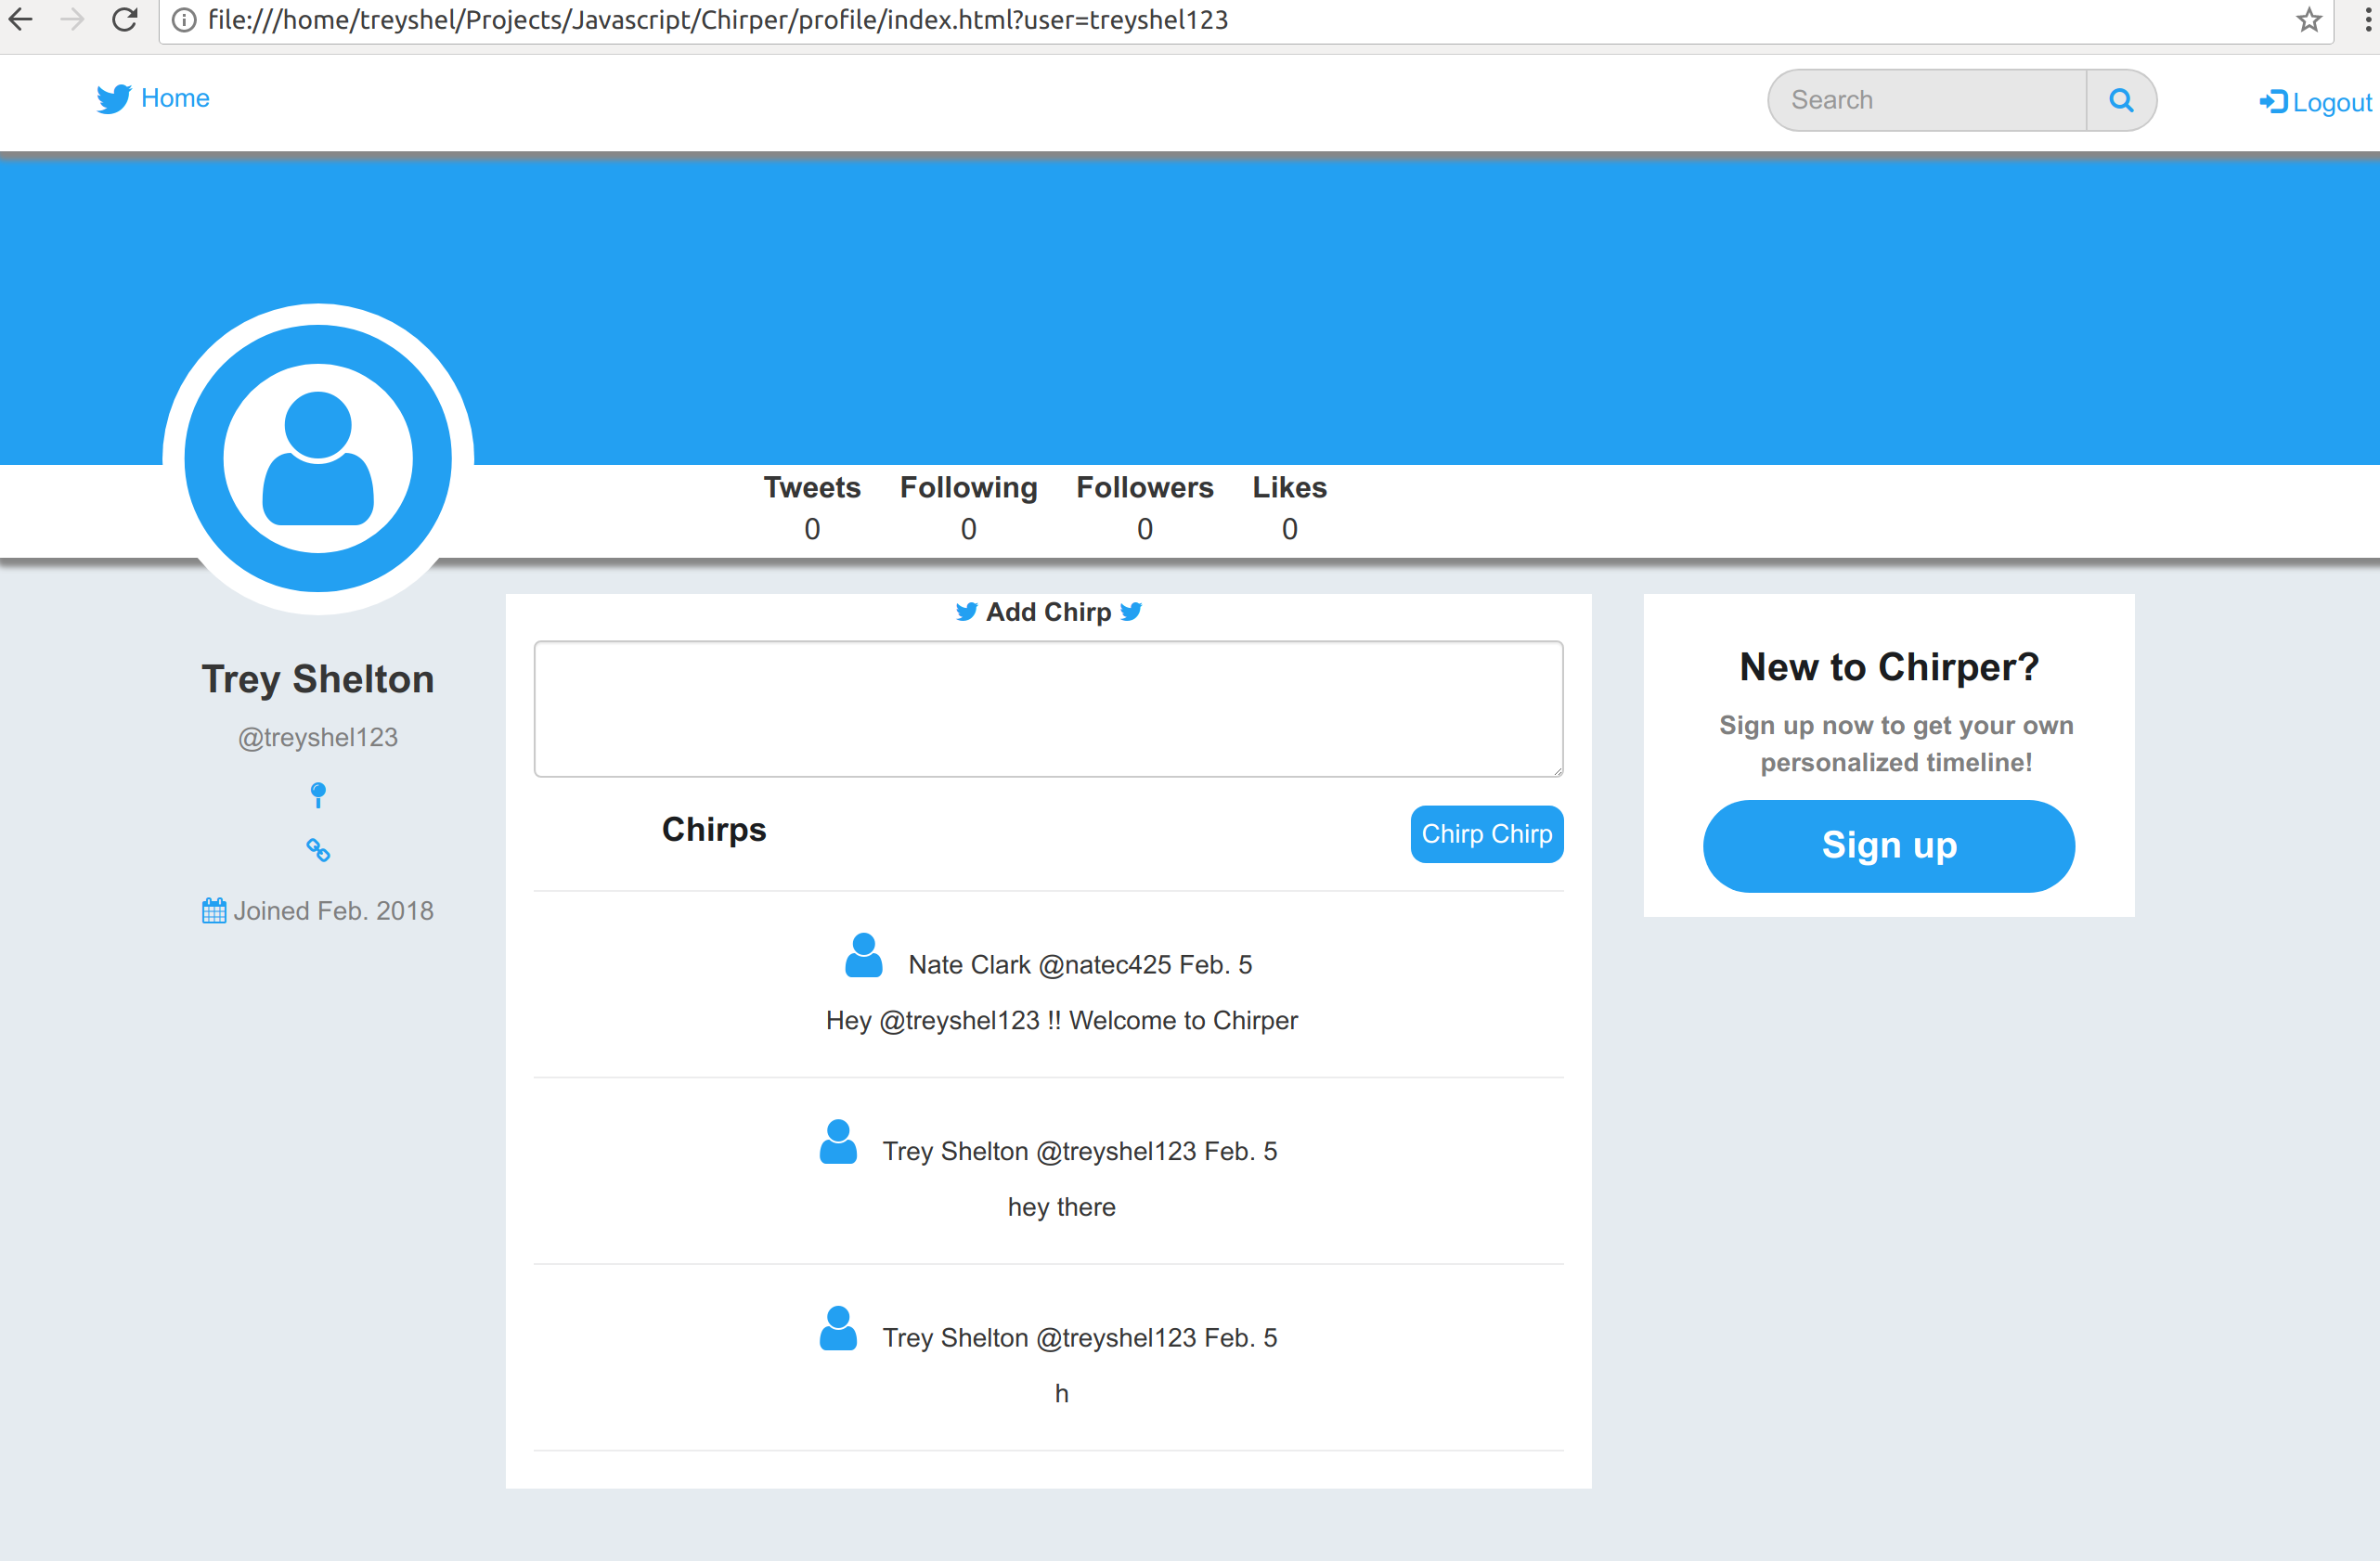 file:///home/treyshel/Projects/Javascript/Chirper/profile/index.html?user=treyshel123
Home
Search
Logout
Tweets Following Followers Likes
0 0 0 0
Trey Shelton
@treyshel123
Joined Feb. 2018
Add Chirp
Chirps
Chirp Chirp
Nate Clark @natec425 Feb. 5
Hey @treyshel123 !! Welcome to Chirper
Trey Shelton @treyshel123 Feb. 5
hey there
Trey Shelton @treyshel123 Feb. 5
h
New to Chirper?
Sign up now to get your own
personalized timeline!
Sign up